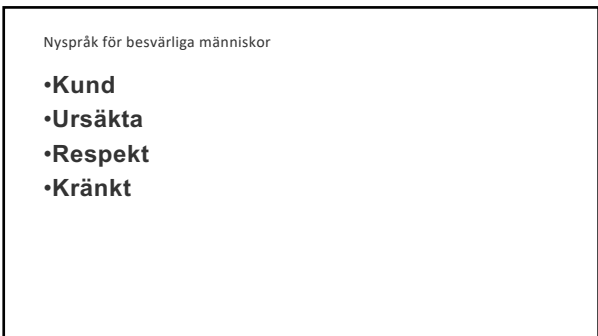 Nyspråk för besvärliga människor
•Kund
•Ursäkta
•Respekt
•Kränkt